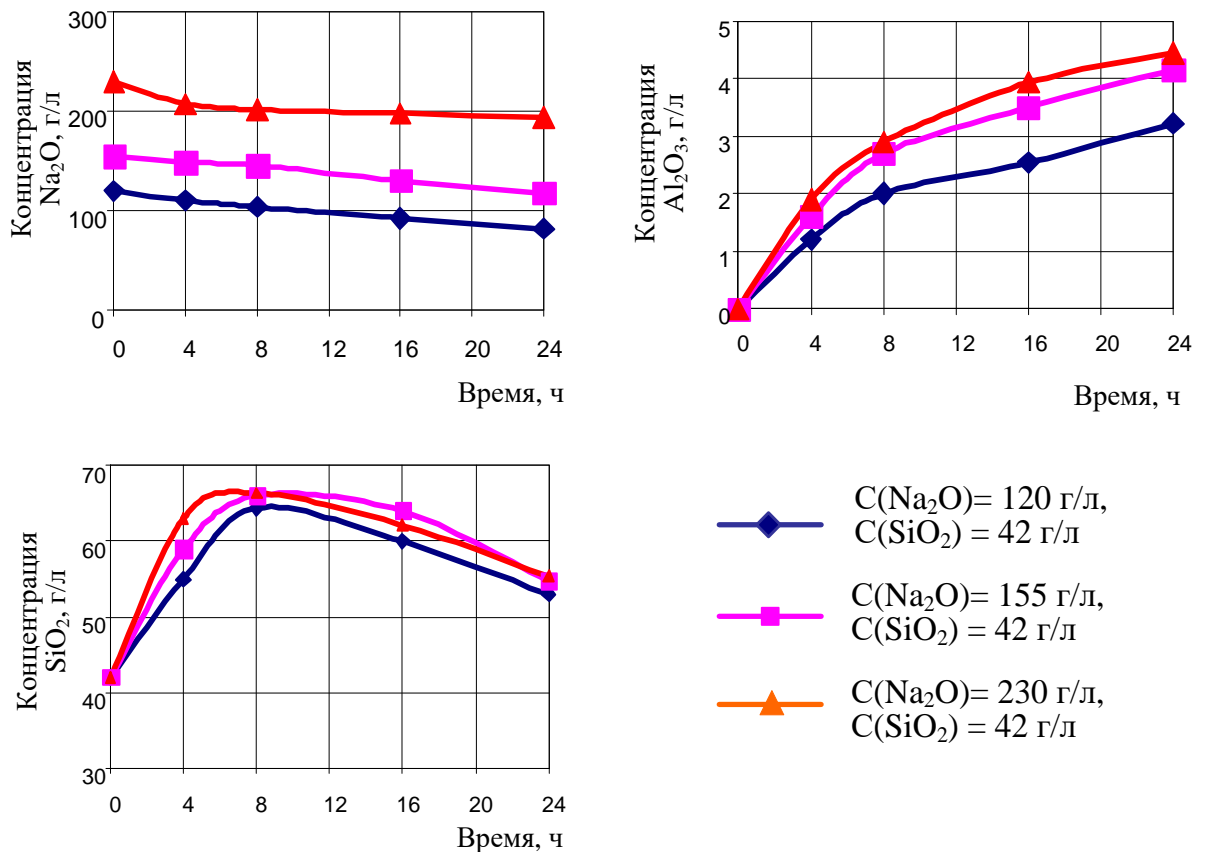 300
200
100
0
Концентрация
Na₂O, г/л
0 4 8 12 16 20 24
Время, ч
5
4
3
2
1
0
Концентрация
Al₂O₃, г/л
0 4 8 12 16 20 24
Время, ч
70
60
50
40
30
Концентрация
SiO₂, г/л
0 4 8 12 16 20 24
Время, ч
C(Na₂O)= 120 г/л,
C(SiO₂) = 42 г/л
C(Na₂O)= 155 г/л,
C(SiO₂) = 42 г/л
C(Na₂O)= 230 г/л,
C(SiO₂) = 42 г/л